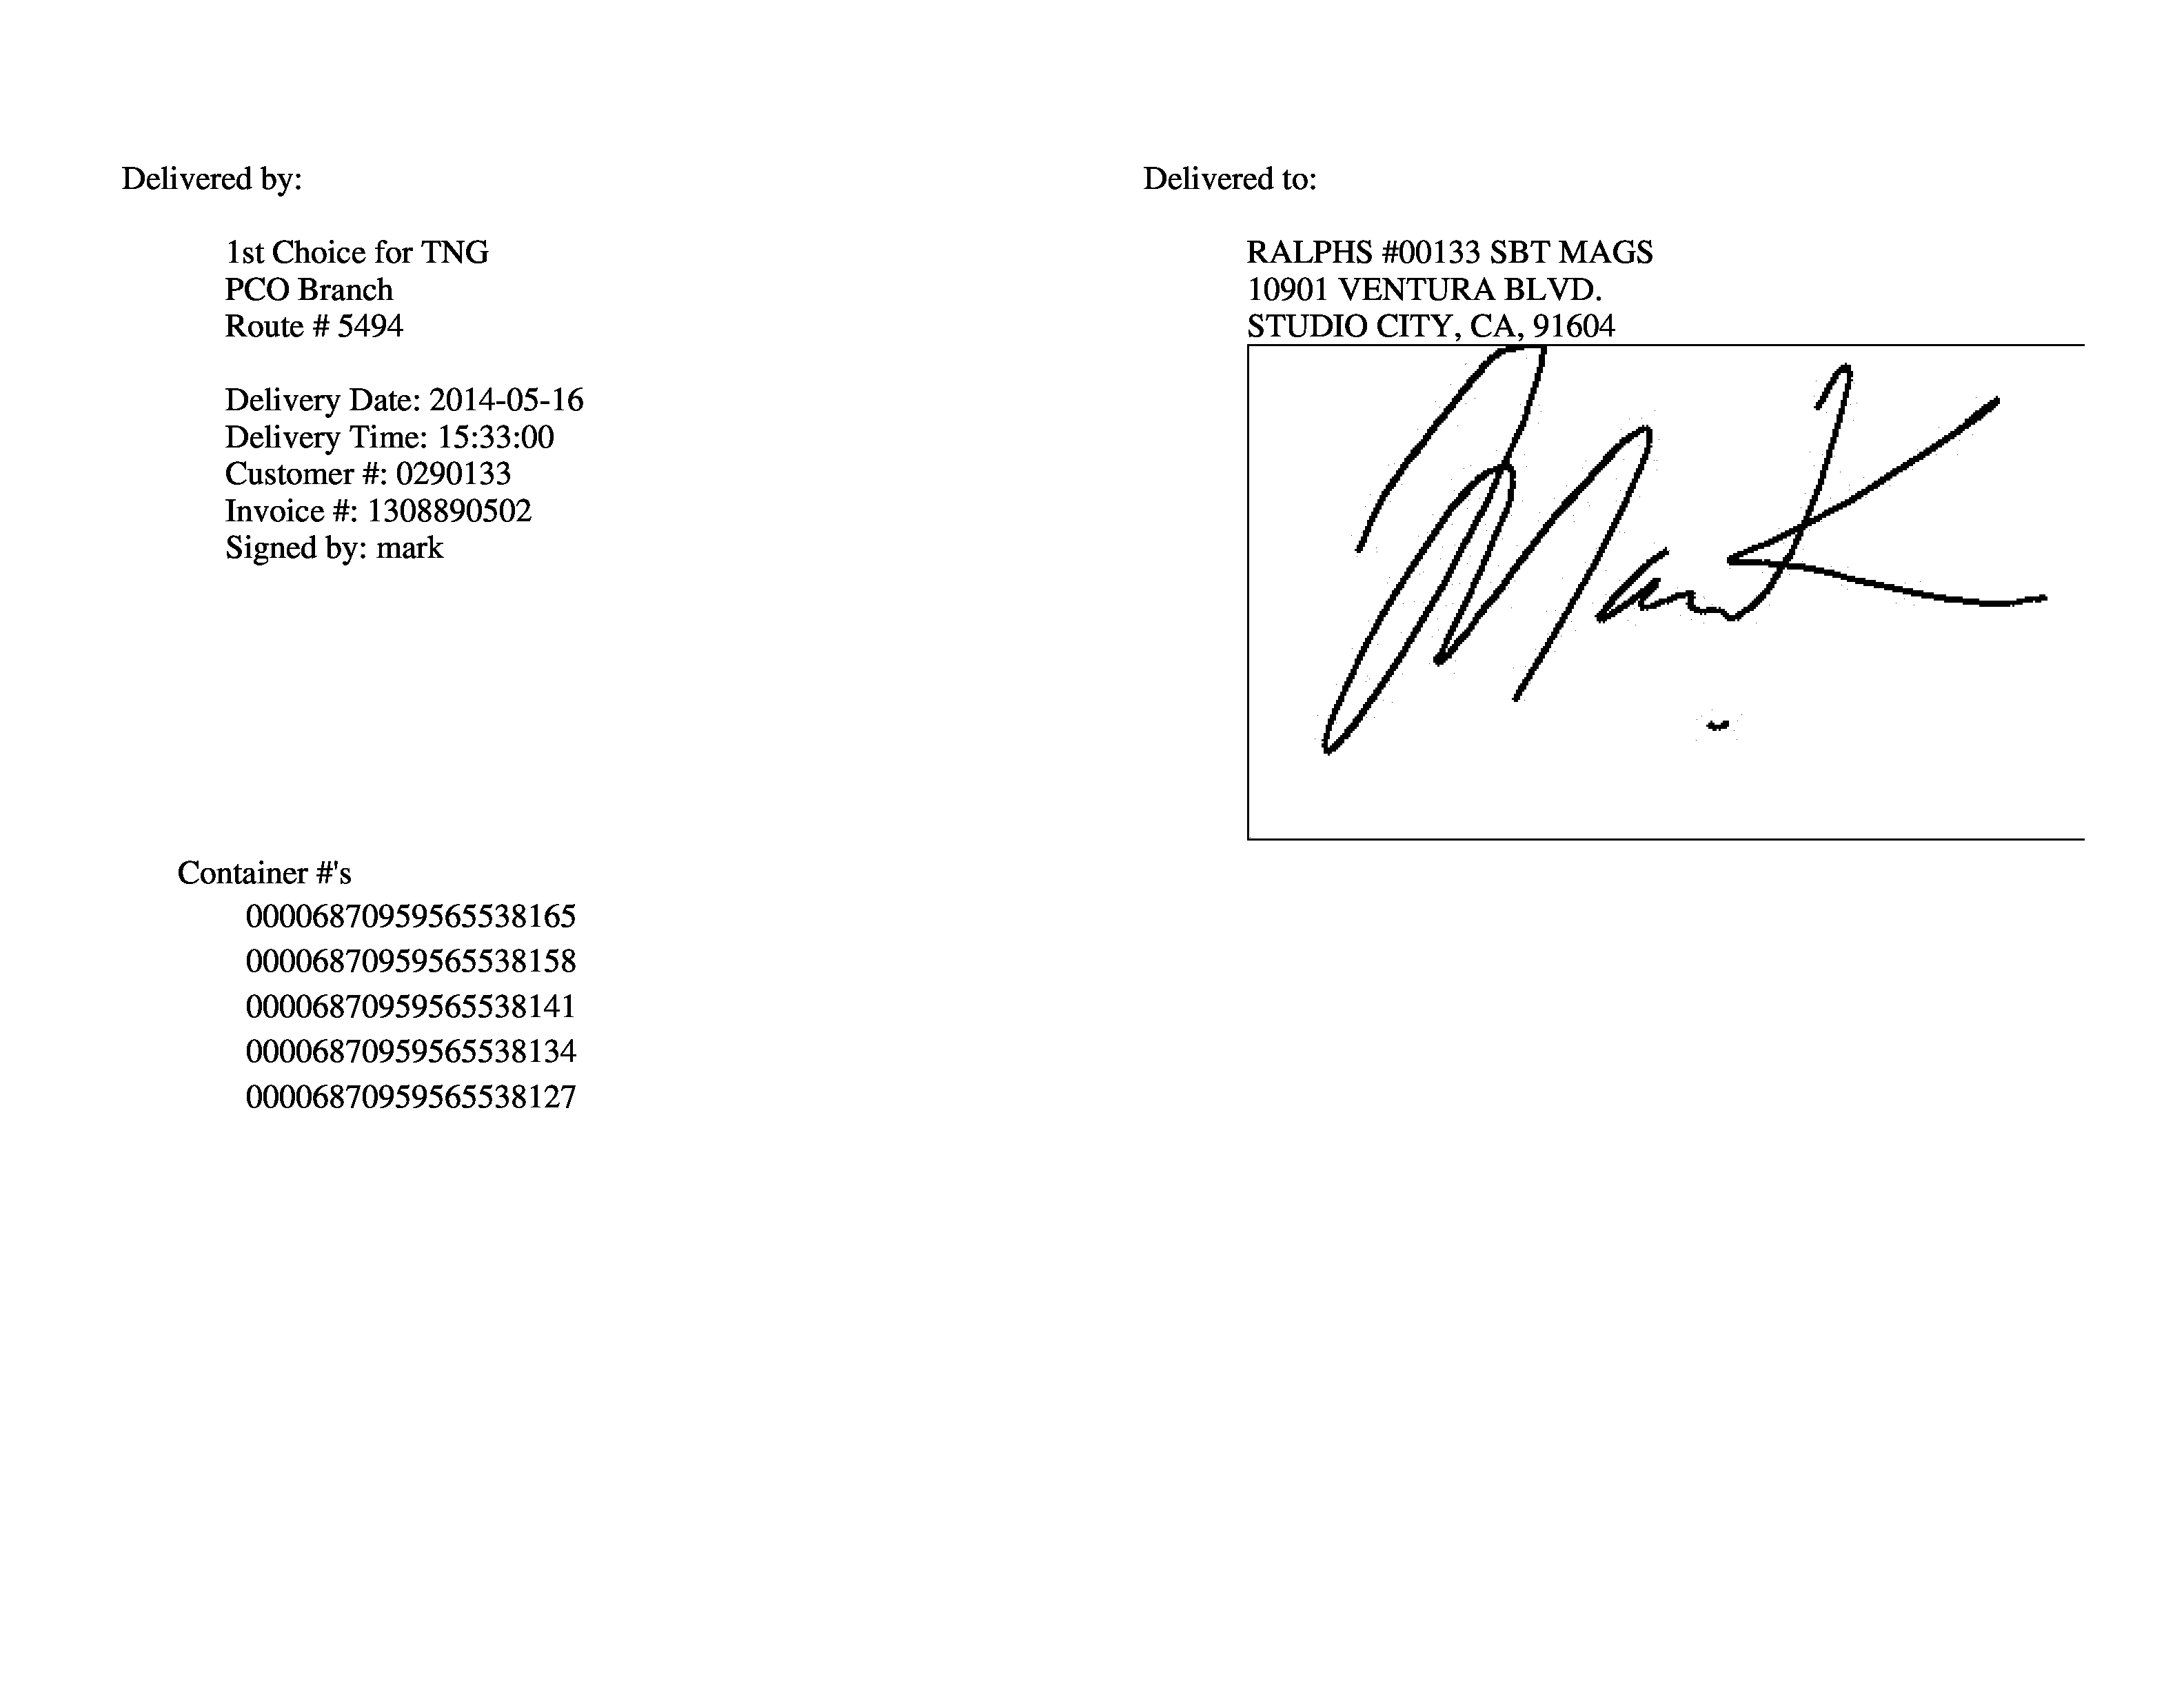 Delivered by:
1st Choice for TNG
PCO Branch
Route # 5494
Delivery Date: 2014-05-16
Delivery Time: 15:33:00
Customer #: 0290133
Invoice #: 1308890502
Signed by: mark
Delivered to:
RALPHS #00133 SBT MAGS
10901 VENTURA BLVD.
STUDIO CITY, CA, 91604
Mark
Container #'s
00006870959565538165
00006870959565538158
00006870959565538141
00006870959565538134
00006870959565538127